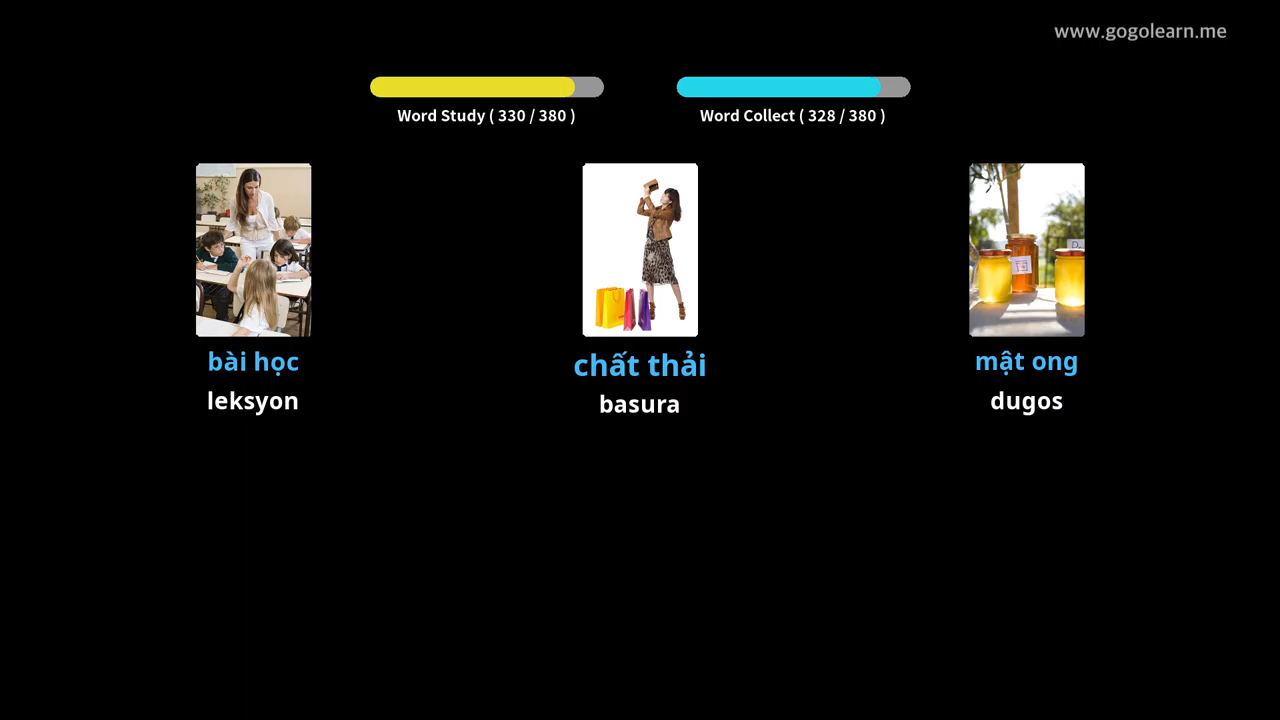 www.gogolearn.me
Word Study ( 330 / 380 )
Word Collect ( 328 / 380 )
bài học
leksyon
chất thải
basura
mật ong
dugos